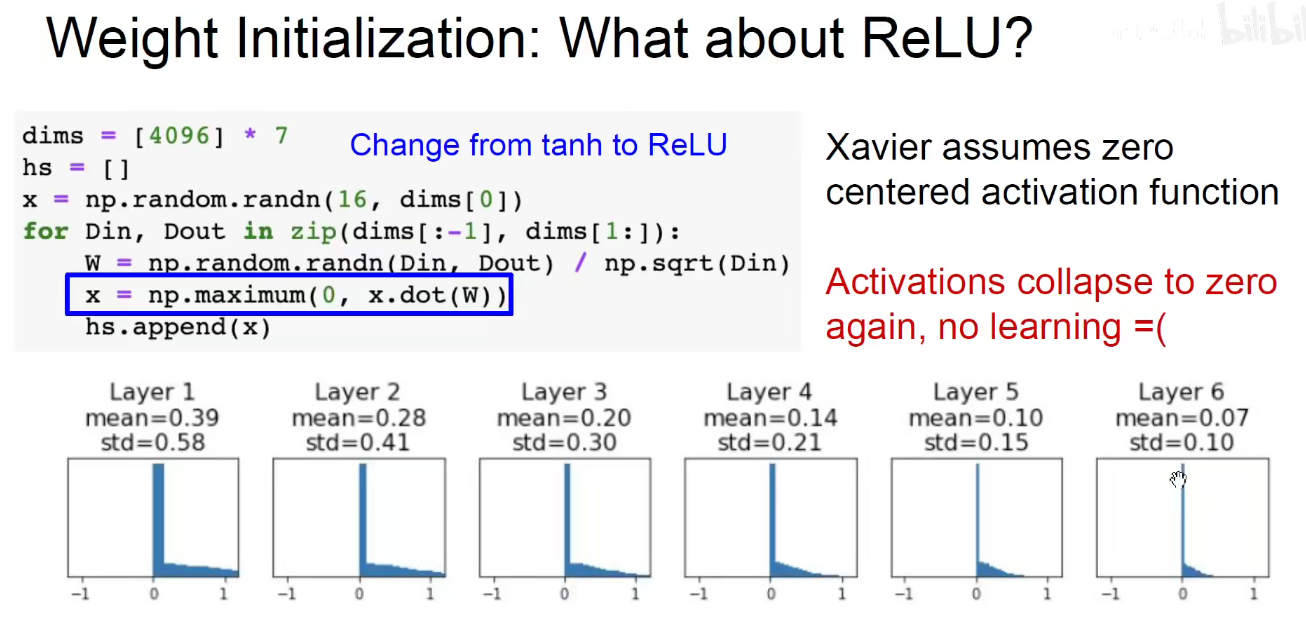 Weight Initialization: What about ReLU?
bilibili
dims = [4096] * 7
Change from tanh to ReLU
hs = []
x = np.random.randn(16, dims[0])
for Din, Dout in zip(dims[:-1], dims[1:]):
W = np.random.randn(Din, Dout) / np.sqrt(Din)
x = np.maximum(0, x.dot(W))
hs.append(x)
Xavier assumes zero
centered activation function
Activations collapse to zero
again, no learning =(
Layer 1
mean=0.39
std=0.58
−1 0 1
Layer 2
mean=0.28
std=0.41
−1 0 1
Layer 3
mean=0.20
std=0.30
−1 0 1
Layer 4
mean=0.14
std=0.21
−1 0 1
Layer 5
mean=0.10
std=0.15
−1 0 1
Layer 6
mean=0.07
std=0.10
−1 0 1